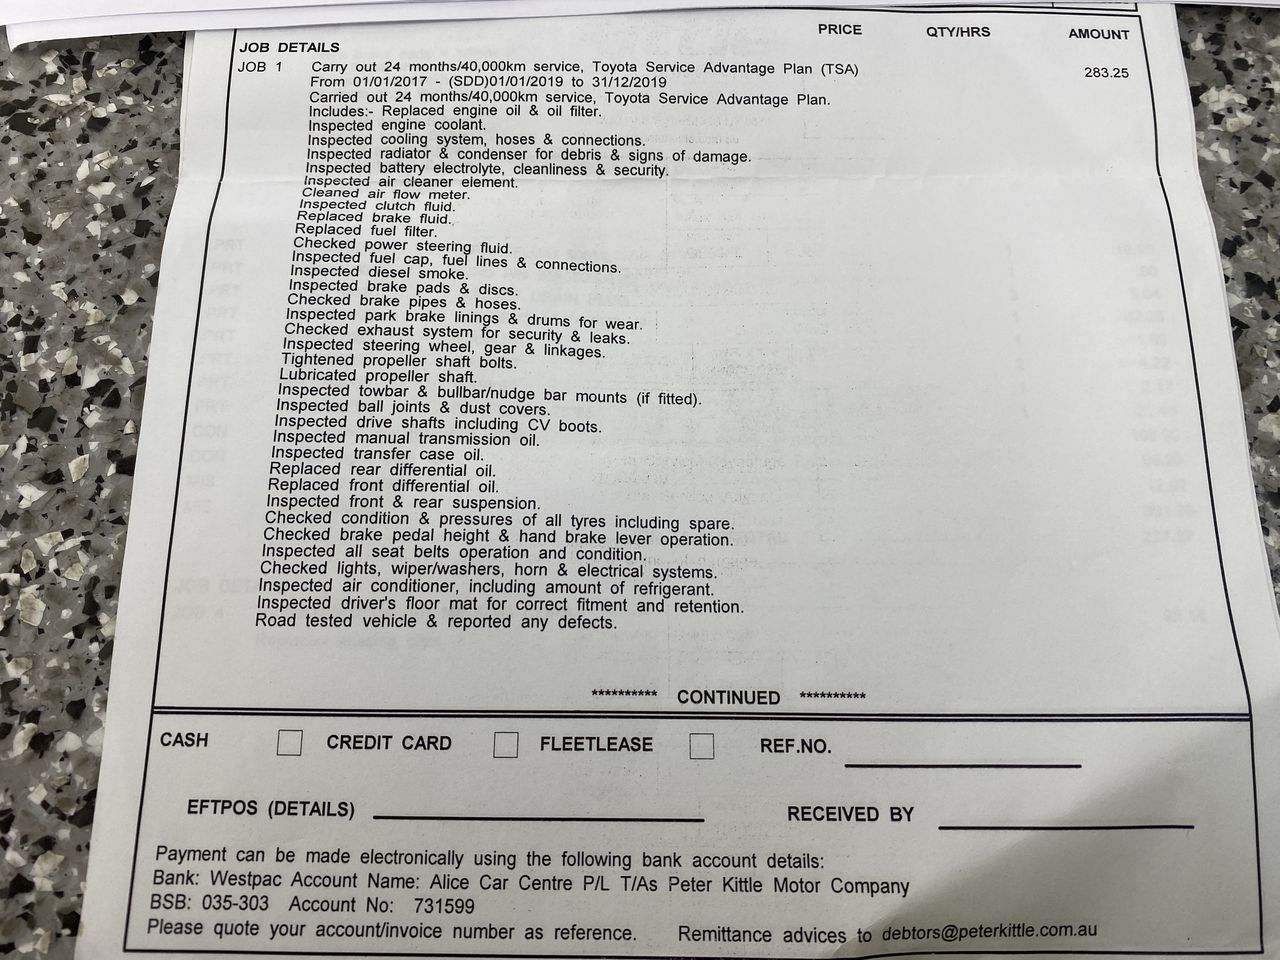 PRICE QTY/HRS AMOUNT
JOB DETAILS
JOB 1 Carry out 24 months/40,000km service, Toyota Service Advantage Plan (TSA) 283.25
From 01/01/2017 - (SDD)01/01/2019 to 31/12/2019
Carried out 24 months/40,000km service, Toyota Service Advantage Plan.
Includes:- Replaced engine oil & oil filter.
Inspected engine coolant.
Inspected cooling system, hoses & connections.
Inspected radiator & condenser for debris & signs of damage.
Inspected battery electrolyte, cleanliness & security.
Inspected air cleaner element.
Cleaned air flow meter.
Inspected clutch fluid.
Replaced brake fluid.
Replaced fuel filter.
Checked power steering fluid.
Inspected fuel cap, fuel lines & connections.
Inspected diesel smoke.
Inspected brake pads & discs.
Checked brake pipes & hoses.
Inspected park brake linings & drums for wear.
Checked exhaust system for security & leaks.
Inspected steering wheel, gear & linkages.
Tightened propeller shaft bolts.
Lubricated propeller shaft.
Inspected towbar & bullbar/nudge bar mounts (if fitted).
Inspected ball joints & dust covers.
Inspected drive shafts including CV boots.
Inspected manual transmission oil.
Inspected transfer case oil.
Replaced rear differential oil.
Replaced front differential oil.
Inspected front & rear suspension.
Checked condition & pressures of all tyres including spare.
Checked brake pedal height & hand brake lever operation.
Inspected all seat belts operation and condition.
Checked lights, wiper/washers, horn & electrical systems.
Inspected air conditioner, including amount of refrigerant.
Inspected driver's floor mat for correct fitment and retention.
Road tested vehicle & reported any defects.
********** CONTINUED **********
CASH CREDIT CARD FLEETLEASE REF.NO.
EFTPOS (DETAILS) RECEIVED BY
Payment can be made electronically using the following bank account details:
Bank: Westpac Account Name: Alice Car Centre P/L T/As Peter Kittle Motor Company
BSB: 035-303 Account No: 731599
Please quote your account/invoice number as reference. Remittance advices to debtors@peterkittle.com.au